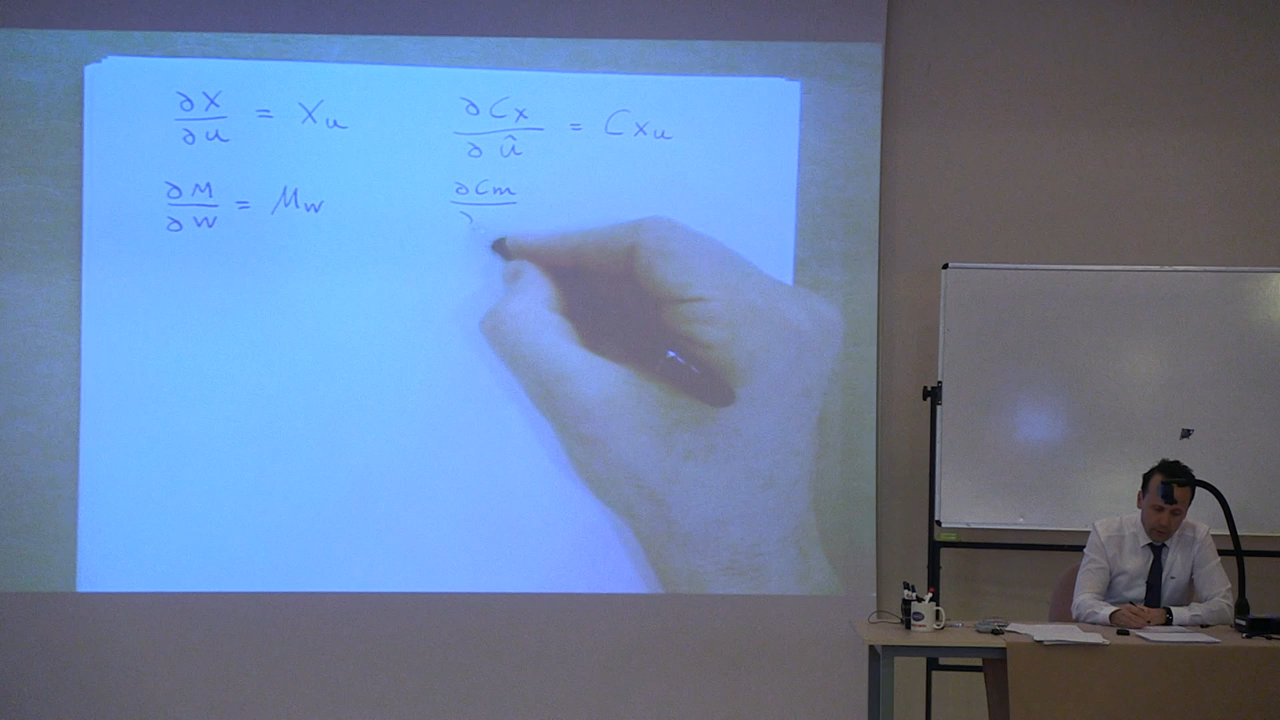 ∂X/∂u = Xu    ∂Cx/∂û = Cxu
∂M/∂w = Mw    ∂Cm/∂